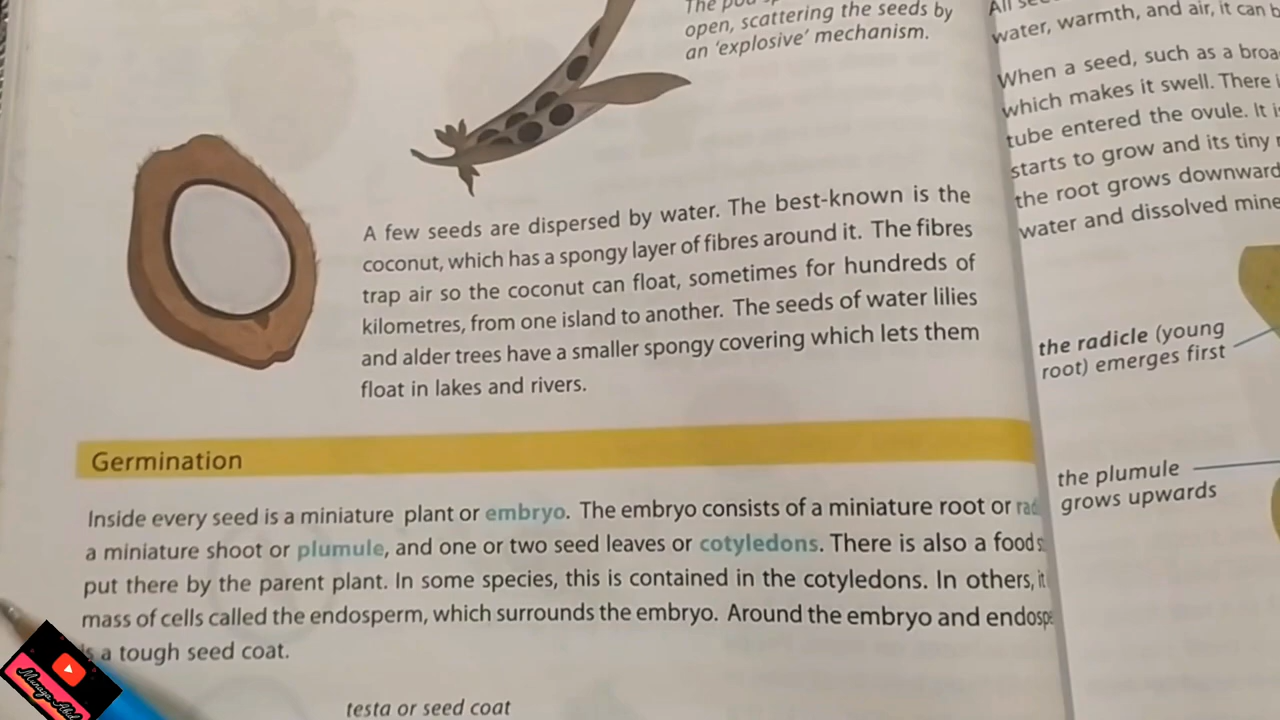 The pod
open, scattering the seeds by
an 'explosive' mechanism.
A few seeds are dispersed by water. The best-known is the
coconut, which has a spongy layer of fibres around it. The fibres
trap air so the coconut can float, sometimes for hundreds of
kilometres, from one island to another. The seeds of water lilies
and alder trees have a smaller spongy covering which lets them
float in lakes and rivers.
Germination
Inside every seed is a miniature plant or embryo. The embryo consists of a miniature root or
a miniature shoot or plumule, and one or two seed leaves or cotyledons. There is also a food
put there by the parent plant. In some species, this is contained in the cotyledons. In others, it
mass of cells called the endosperm, which surrounds the embryo. Around the embryo and
is a tough seed coat.
testa or seed coat
All
water, warmth, and air, it can
When a seed, such as a
which makes it swell. There
tube entered the ovule. It
starts to grow and its tiny
the root grows downward
water and dissolved
the radicle (young
root) emerges first
the plumule
grows upwards